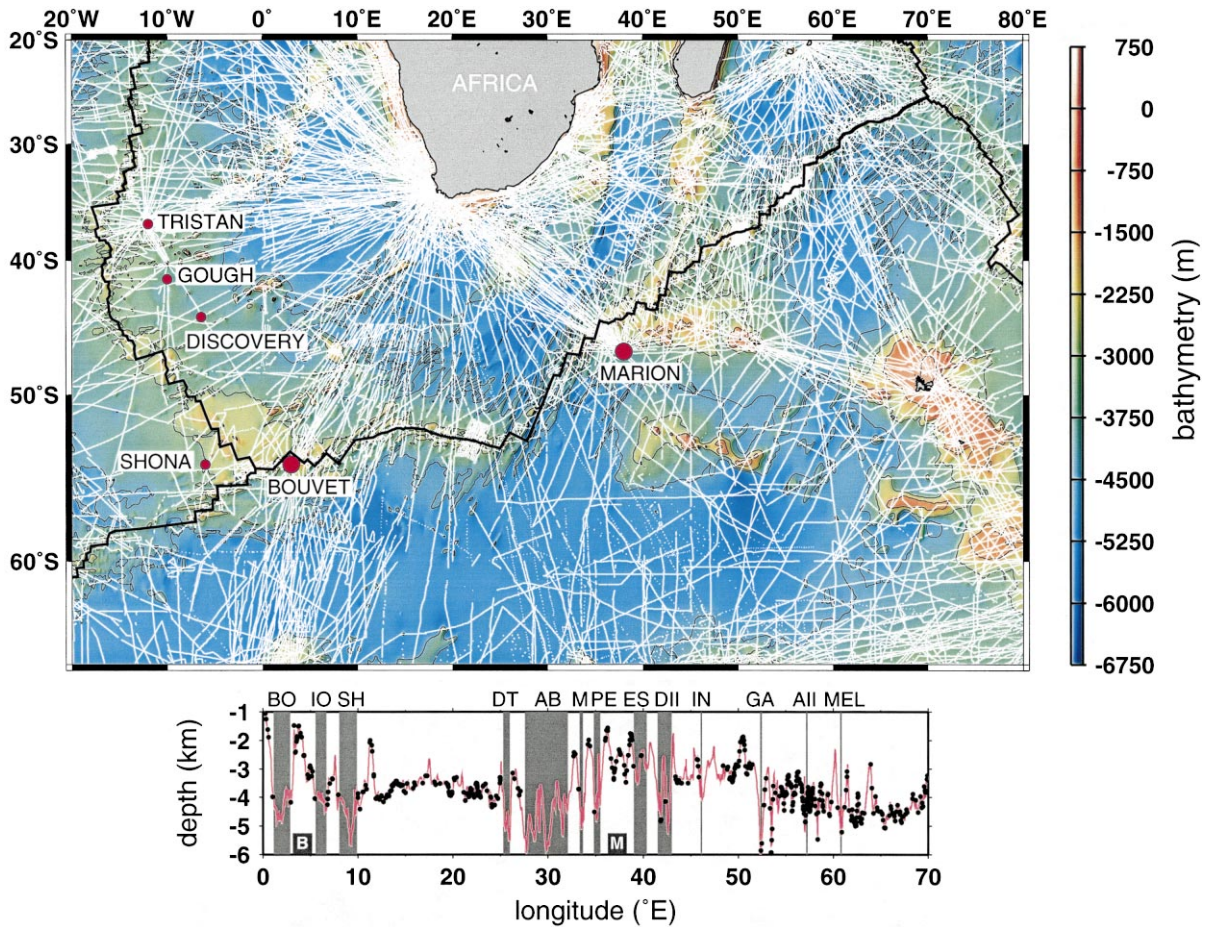 20°W 10°W 0° 10°E 20°E 30°E 40°E 50°E 60°E 70°E 80°E
20°S
30°S
40°S
50°S
60°S
AFRICA
TRISTAN
GOUGH
DISCOVERY
MARION
SHONA
BOUVET
750
0
-750
-1500
-2250
-3000
-3750
-4500
-5250
-6000
-6750
bathymetry (m)
BO IO SH DT AB M PE ES DII IN GA AII MEL
-1
-2
-3
-4
-5
-6
depth (km)
B M
0 10 20 30 40 50 60 70
longitude (°E)